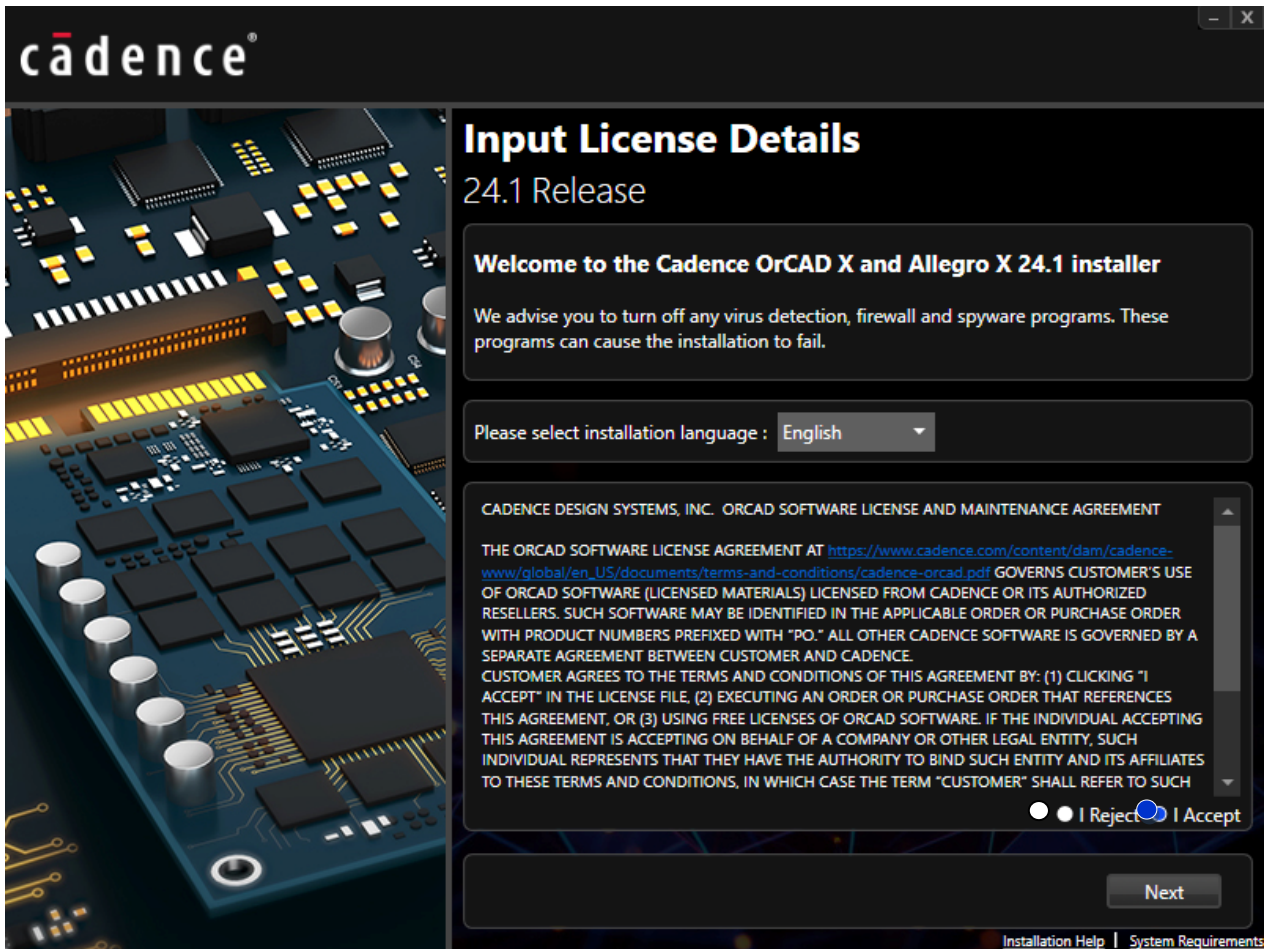 – X
cādence®
Input License Details
24.1 Release
Welcome to the Cadence OrCAD X and Allegro X 24.1 installer
We advise you to turn off any virus detection, firewall and spyware programs. These
programs can cause the installation to fail.
Please select installation language : English
CADENCE DESIGN SYSTEMS, INC. ORCAD SOFTWARE LICENSE AND MAINTENANCE AGREEMENT
THE ORCAD SOFTWARE LICENSE AGREEMENT AT https://www.cadence.com/content/dam/cadence-
www/global/en_US/documents/terms-and-conditions/cadence-orcad.pdf GOVERNS CUSTOMER'S USE
OF ORCAD SOFTWARE (LICENSED MATERIALS) LICENSED FROM CADENCE OR ITS AUTHORIZED
RESELLERS. SUCH SOFTWARE MAY BE IDENTIFIED IN THE APPLICABLE ORDER OR PURCHASE ORDER
WITH PRODUCT NUMBERS PREFIXED WITH "PO." ALL OTHER CADENCE SOFTWARE IS GOVERNED BY A
SEPARATE AGREEMENT BETWEEN CUSTOMER AND CADENCE.
CUSTOMER AGREES TO THE TERMS AND CONDITIONS OF THIS AGREEMENT BY: (1) CLICKING "I
ACCEPT" IN THE LICENSE FILE, (2) EXECUTING AN ORDER OR PURCHASE ORDER THAT REFERENCES
THIS AGREEMENT, OR (3) USING FREE LICENSES OF ORCAD SOFTWARE. IF THE INDIVIDUAL ACCEPTING
THIS AGREEMENT IS ACCEPTING ON BEHALF OF A COMPANY OR OTHER LEGAL ENTITY, SUCH
INDIVIDUAL REPRESENTS THAT THEY HAVE THE AUTHORITY TO BIND SUCH ENTITY AND ITS AFFILIATES
TO THESE TERMS AND CONDITIONS, IN WHICH CASE THE TERM "CUSTOMER" SHALL REFER TO SUCH
I Reject I Accept
Next
Installation Help | System Requirements